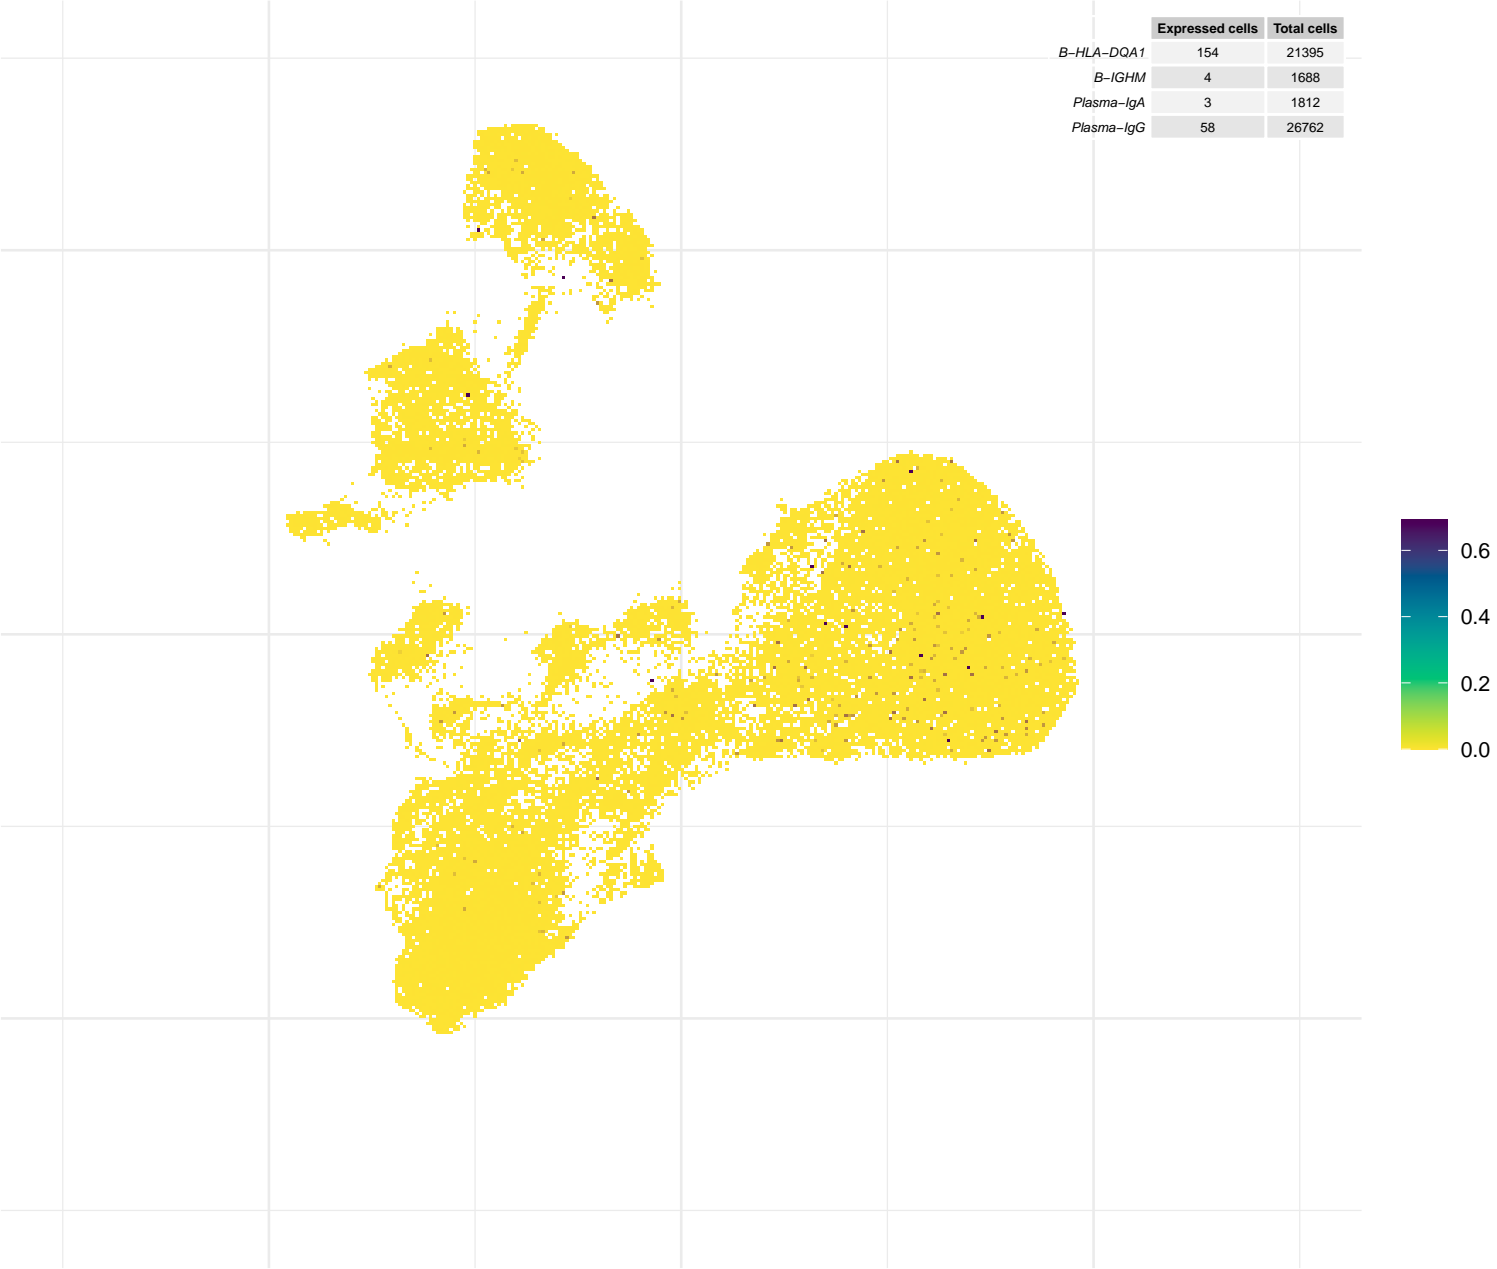 Expressed cells Total cells
B−HLA−DQA1 154 21395
B−IGHM 4 1688
Plasma−IgA 3 1812
Plasma−IgG 58 26762
0.6
0.4
0.2
0.0